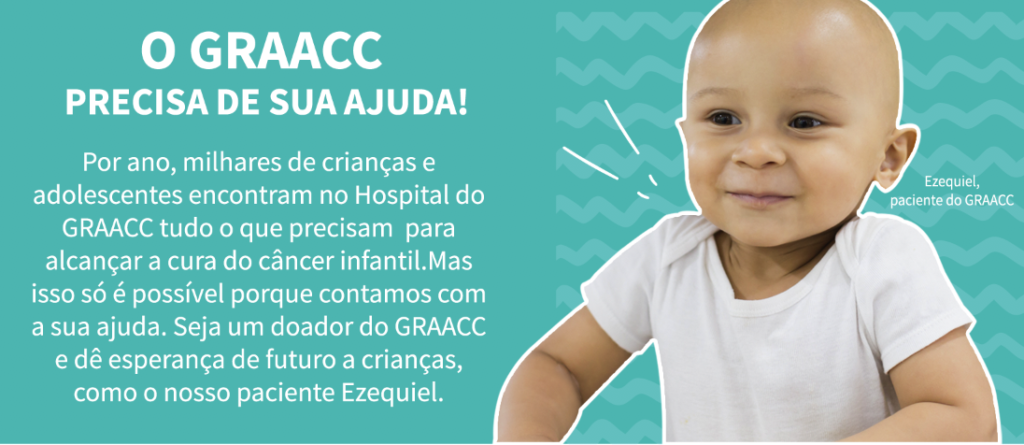 O GRAACC
PRECISA DE SUA AJUDA!
Por ano, milhares de crianças e
adolescentes encontram no Hospital do
GRAACC tudo o que precisam  para
alcançar a cura do câncer infantil.Mas
isso só é possível porque contamos com
a sua ajuda. Seja um doador do GRAACC
e dê esperança de futuro a crianças,
como o nosso paciente Ezequiel.
Ezequiel,
paciente do GRAACC